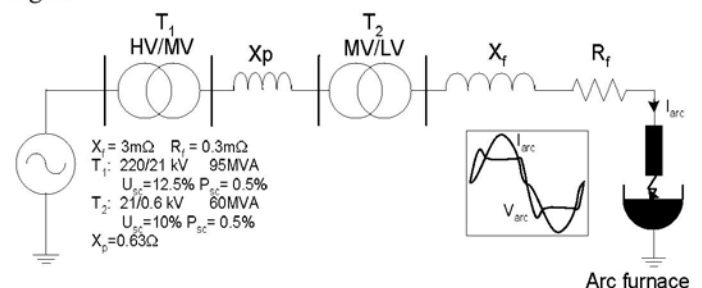 T1
HV/MV
Xp
T2
MV/LV
Xf
Rf
Iarc
Xf = 3mΩ Rf = 0.3mΩ
T1: 220/21 kV 95MVA
Usc=12.5% Psc= 0.5%
T2: 21/0.6 kV 60MVA
Usc=10% Psc= 0.5%
Xp=0.63Ω
Iarc
Varc
Arc furnace